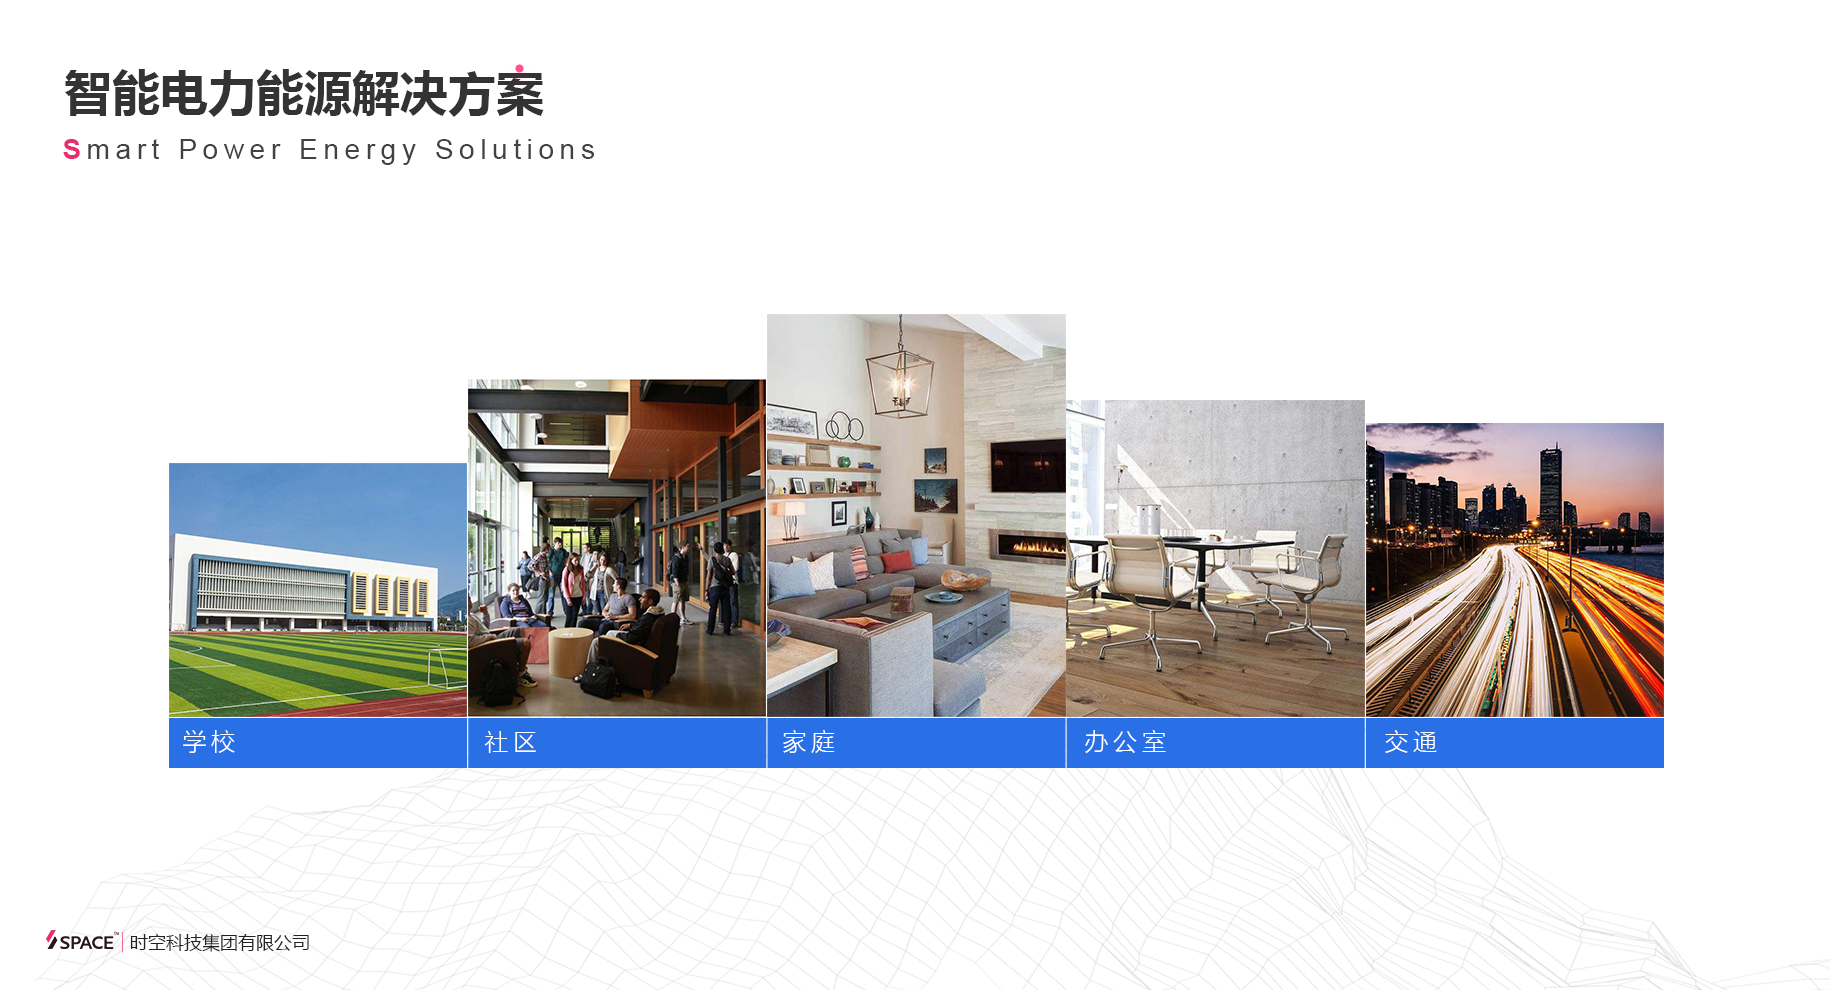 智能电力能源解决方案
Smart Power Energy Solutions
学校
社区
家庭
办公室
交通
SPACE™ 时空科技集团有限公司